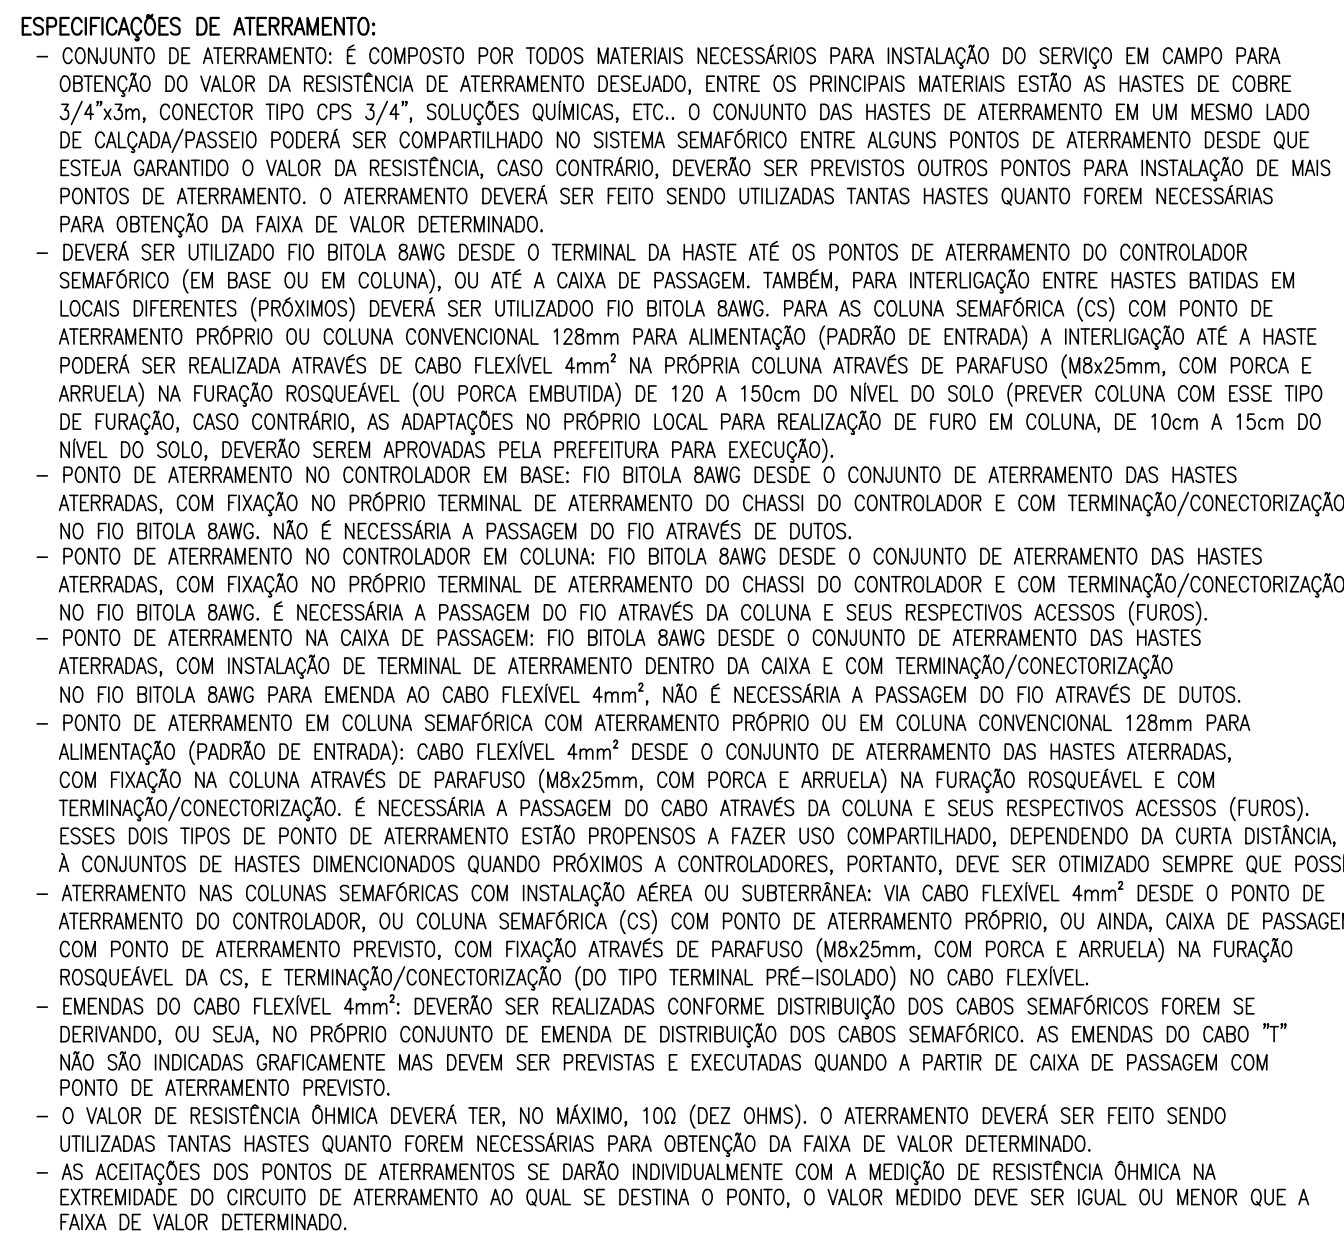 ESPECIFICAÇÕES DE ATERRAMENTO:
– CONJUNTO DE ATERRAMENTO: É COMPOSTO POR TODOS MATERIAIS NECESSÁRIOS PARA INSTALAÇÃO DO SERVIÇO EM CAMPO PARA
OBTENÇÃO DO VALOR DA RESISTÊNCIA DE ATERRAMENTO DESEJADO, ENTRE OS PRINCIPAIS MATERIAIS ESTÃO AS HASTES DE COBRE
3/4"x3m, CONECTOR TIPO CPS 3/4", SOLUÇÕES QUÍMICAS, ETC.. O CONJUNTO DAS HASTES DE ATERRAMENTO EM UM MESMO LADO
DE CALÇADA/PASSEIO PODERÁ SER COMPARTILHADO NO SISTEMA SEMAFÓRICO ENTRE ALGUNS PONTOS DE ATERRAMENTO DESDE QUE
ESTEJA GARANTIDO O VALOR DA RESISTÊNCIA, CASO CONTRÁRIO, DEVERÃO SER PREVISTOS OUTROS PONTOS PARA INSTALAÇÃO DE MAIS
PONTOS DE ATERRAMENTO. O ATERRAMENTO DEVERÁ SER FEITO SENDO UTILIZADAS TANTAS HASTES QUANTO FOREM NECESSÁRIAS
PARA OBTENÇÃO DA FAIXA DE VALOR DETERMINADO.
– DEVERÁ SER UTILIZADO FIO BITOLA 8AWG DESDE O TERMINAL DA HASTE ATÉ OS PONTOS DE ATERRAMENTO DO CONTROLADOR
SEMAFÓRICO (EM BASE OU EM COLUNA), OU ATÉ A CAIXA DE PASSAGEM. TAMBÉM, PARA INTERLIGAÇÃO ENTRE HASTES BATIDAS EM
LOCAIS DIFERENTES (PRÓXIMOS) DEVERÁ SER UTILIZADOO FIO BITOLA 8AWG. PARA AS COLUNA SEMAFÓRICA (CS) COM PONTO DE
ATERRAMENTO PRÓPRIO OU COLUNA CONVENCIONAL 128mm PARA ALIMENTAÇÃO (PADRÃO DE ENTRADA) A INTERLIGAÇÃO ATÉ A HASTE
PODERÁ SER REALIZADA ATRAVÉS DE CABO FLEXÍVEL 4mm² NA PRÓPRIA COLUNA ATRAVÉS DE PARAFUSO (M8x25mm, COM PORCA E
ARRUELA) NA FURAÇÃO ROSQUEÁVEL (OU PORCA EMBUTIDA) DE 120 A 150cm DO NÍVEL DO SOLO (PREVER COLUNA COM ESSE TIPO
DE FURAÇÃO, CASO CONTRÁRIO, AS ADAPTAÇÕES NO PRÓPRIO LOCAL PARA REALIZAÇÃO DE FURO EM COLUNA, DE 10cm A 15cm DO
NÍVEL DO SOLO, DEVERÃO SEREM APROVADAS PELA PREFEITURA PARA EXECUÇÃO).
– PONTO DE ATERRAMENTO NO CONTROLADOR EM BASE: FIO BITOLA 8AWG DESDE O CONJUNTO DE ATERRAMENTO DAS HASTES
ATERRADAS, COM FIXAÇÃO NO PRÓPRIO TERMINAL DE ATERRAMENTO DO CHASSI DO CONTROLADOR E COM TERMINAÇÃO/CONECTORIZAÇÃO
NO FIO BITOLA 8AWG. NÃO É NECESSÁRIA A PASSAGEM DO FIO ATRAVÉS DE DUTOS.
– PONTO DE ATERRAMENTO NO CONTROLADOR EM COLUNA: FIO BITOLA 8AWG DESDE O CONJUNTO DE ATERRAMENTO DAS HASTES
ATERRADAS, COM FIXAÇÃO NO PRÓPRIO TERMINAL DE ATERRAMENTO DO CHASSI DO CONTROLADOR E COM TERMINAÇÃO/CONECTORIZAÇÃO
NO FIO BITOLA 8AWG. É NECESSÁRIA A PASSAGEM DO FIO ATRAVÉS DA COLUNA E SEUS RESPECTIVOS ACESSOS (FUROS).
– PONTO DE ATERRAMENTO NA CAIXA DE PASSAGEM: FIO BITOLA 8AWG DESDE O CONJUNTO DE ATERRAMENTO DAS HASTES
ATERRADAS, COM INSTALAÇÃO DE TERMINAL DE ATERRAMENTO DENTRO DA CAIXA E COM TERMINAÇÃO/CONECTORIZAÇÃO
NO FIO BITOLA 8AWG PARA EMENDA AO CABO FLEXÍVEL 4mm², NÃO É NECESSÁRIA A PASSAGEM DO FIO ATRAVÉS DE DUTOS.
– PONTO DE ATERRAMENTO EM COLUNA SEMAFÓRICA COM ATERRAMENTO PRÓPRIO OU EM COLUNA CONVENCIONAL 128mm PARA
ALIMENTAÇÃO (PADRÃO DE ENTRADA): CABO FLEXÍVEL 4mm² DESDE O CONJUNTO DE ATERRAMENTO DAS HASTES ATERRADAS,
COM FIXAÇÃO NA COLUNA ATRAVÉS DE PARAFUSO (M8x25mm, COM PORCA E ARRUELA) NA FURAÇÃO ROSQUEÁVEL E COM
TERMINAÇÃO/CONECTORIZAÇÃO. É NECESSÁRIA A PASSAGEM DO CABO ATRAVÉS DA COLUNA E SEUS RESPECTIVOS ACESSOS (FUROS).
ESSES DOIS TIPOS DE PONTO DE ATERRAMENTO ESTÃO PROPENSOS A FAZER USO COMPARTILHADO, DEPENDENDO DA CURTA DISTÂNCIA,
À CONJUNTOS DE HASTES DIMENCIONADOS QUANDO PRÓXIMOS A CONTROLADORES, PORTANTO, DEVE SER OTIMIZADO SEMPRE QUE
– ATERRAMENTO NAS COLUNAS SEMAFÓRICAS COM INSTALAÇÃO AÉREA OU SUBTERRÂNEA: VIA CABO FLEXÍVEL 4mm² DESDE O PONTO DE
ATERRAMENTO DO CONTROLADOR, OU COLUNA SEMAFÓRICA (CS) COM PONTO DE ATERRAMENTO PRÓPRIO, OU AINDA, CAIXA DE PASSAGEM
COM PONTO DE ATERRAMENTO PREVISTO, COM FIXAÇÃO ATRAVÉS DE PARAFUSO (M8x25mm, COM PORCA E ARRUELA) NA FURAÇÃO
ROSQUEÁVEL DA CS, E TERMINAÇÃO/CONECTORIZAÇÃO (DO TIPO TERMINAL PRÉ–ISOLADO) NO CABO FLEXÍVEL.
– EMENDAS DO CABO FLEXÍVEL 4mm²: DEVERÃO SER REALIZADAS CONFORME DISTRIBUIÇÃO DOS CABOS SEMAFÓRICOS FOREM SE
DERIVANDO, OU SEJA, NO PRÓPRIO CONJUNTO DE EMENDA DE DISTRIBUIÇÃO DOS CABOS SEMAFÓRICO. AS EMENDAS DO CABO "T"
NÃO SÃO INDICADAS GRAFICAMENTE MAS DEVEM SER PREVISTAS E EXECUTADAS QUANDO A PARTIR DE CAIXA DE PASSAGEM COM
PONTO DE ATERRAMENTO PREVISTO.
– O VALOR DE RESISTÊNCIA ÔHMICA DEVERÁ TER, NO MÁXIMO, 10Ω (DEZ OHMS). O ATERRAMENTO DEVERÁ SER FEITO SENDO
UTILIZADAS TANTAS HASTES QUANTO FOREM NECESSÁRIAS PARA OBTENÇÃO DA FAIXA DE VALOR DETERMINADO.
– AS ACEITAÇÕES DOS PONTOS DE ATERRAMENTOS SE DARÃO INDIVIDUALMENTE COM A MEDIÇÃO DE RESISTÊNCIA ÔHMICA NA
EXTREMIDADE DO CIRCUITO DE ATERRAMENTO AO QUAL SE DESTINA O PONTO, O VALOR MEDIDO DEVE SER IGUAL OU MENOR QUE A
FAIXA DE VALOR DETERMINADO.